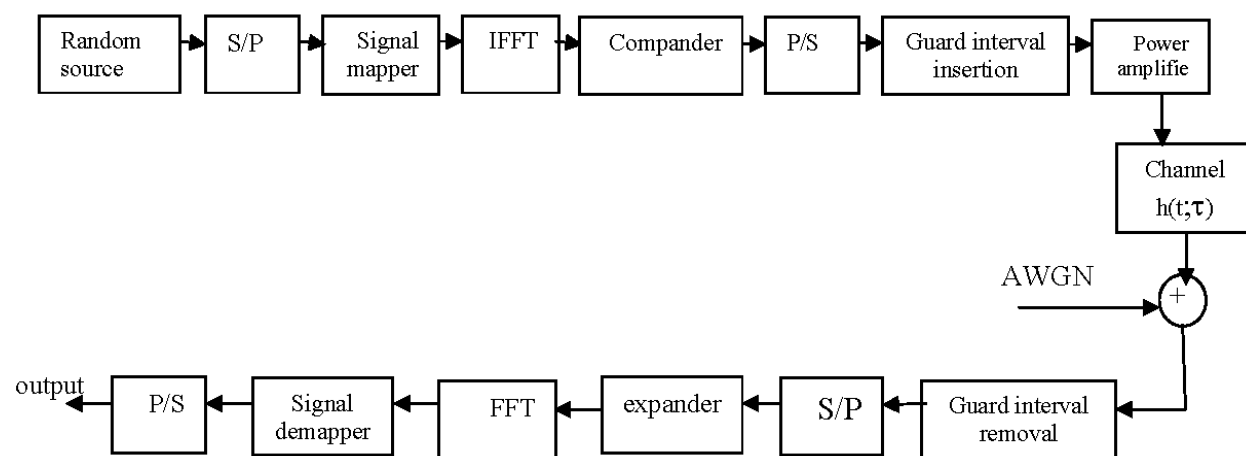 Random
source
S/P
Signal
mapper
IFFT
Compander
P/S
Guard interval
insertion
Power
amplifie
Channel
h(t;τ)
AWGN
+
output
P/S
Signal
demapper
FFT
expander
S/P
Guard interval
removal